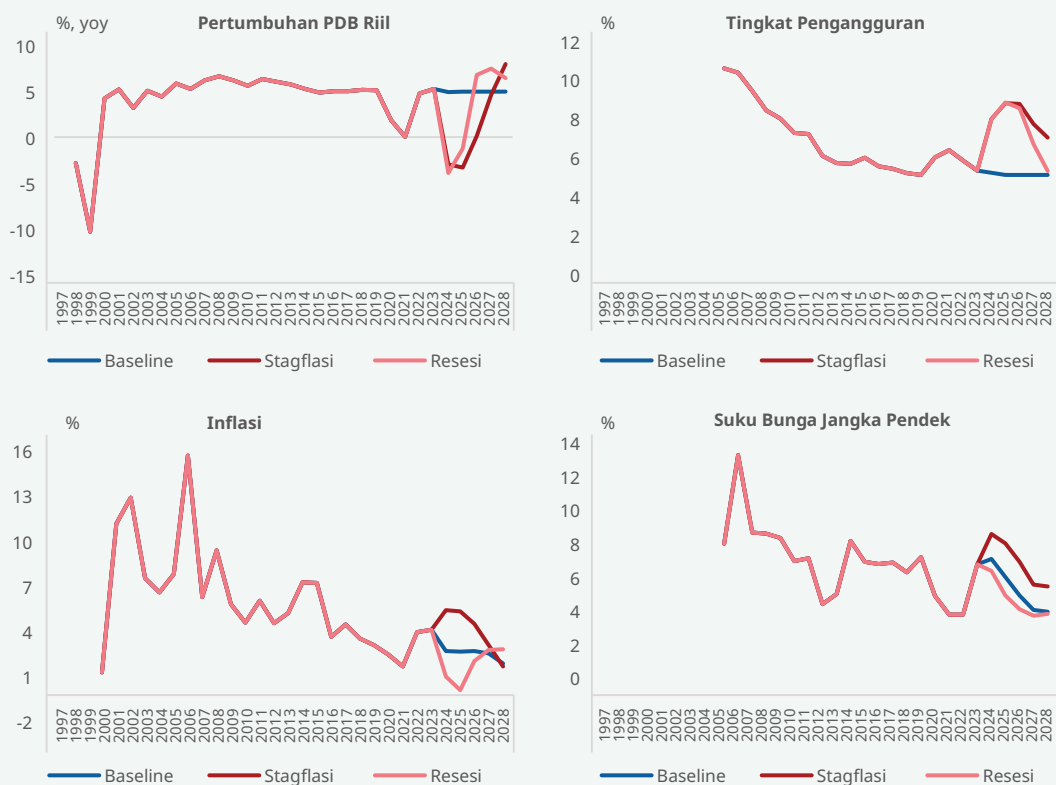 Pertumbuhan PDB Riil
%, yoy
10
5
0
-5
-10
-15
1997 1998 1999 2000 2001 2002 2003 2004 2005 2006 2007 2008 2009 2010 2011 2012 2013 2014 2015 2016 2017 2018 2019 2020 2021 2022 2023 2024 2025 2026 2027 2028
Baseline Stagflasi Resesi
Tingkat Pengangguran
%
12
10
8
6
4
2
0
1997 1998 1999 2000 2001 2002 2003 2004 2005 2006 2007 2008 2009 2010 2011 2012 2013 2014 2015 2016 2017 2018 2019 2020 2021 2022 2023 2024 2025 2026 2027 2028
Baseline Stagflasi Resesi
Inflasi
%
16
13
10
7
4
1
-2
1997 1998 1999 2000 2001 2002 2003 2004 2005 2006 2007 2008 2009 2010 2011 2012 2013 2014 2015 2016 2017 2018 2019 2020 2021 2022 2023 2024 2025 2026 2027 2028
Baseline Stagflasi Resesi
Suku Bunga Jangka Pendek
%
14
12
10
8
6
4
2
0
1997 1998 1999 2000 2001 2002 2003 2004 2005 2006 2007 2008 2009 2010 2011 2012 2013 2014 2015 2016 2017 2018 2019 2020 2021 2022 2023 2024 2025 2026 2027 2028
Baseline Stagflasi Resesi